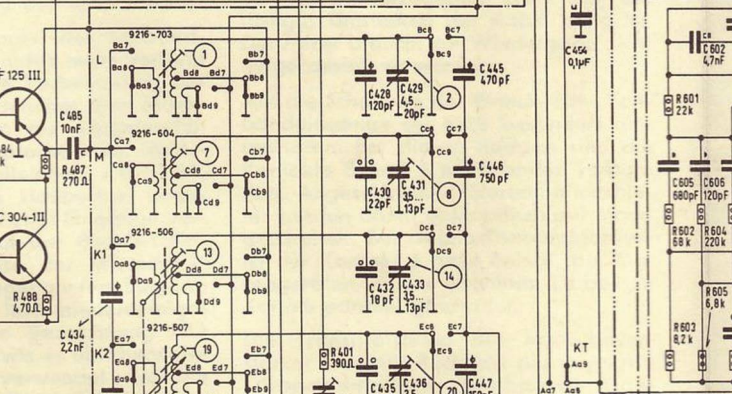 9216-703
Ba7
L
Ba8
Ba9
1
Bd8
Bd7
Bd9
Bb7
Bb8
Bb9
Bc8
Bc7
Bc9
C428
120pF
C429
4,5...
20pF
2
C445
470pF
C454
0,1µF
C602
4,7nF
F125 III
C485
10nF
R487
270Ω
M
R601
22k
9216-604
Ca7
Ca8
Ca9
7
Cd8
Cd7
Cd9
Cb7
Cb8
Cb9
Cc8
Cc7
Cc9
C430
22pF
C431
3,5...
13pF
8
C446
750pF
C605
680pF
C606
120pF
R602
68k
R604
220k
C304-III
R488
470Ω
9216-506
K1
Da7
Da8
Da9
13
Dd8
Dd7
Dd9
Db7
Db8
Db9
Dc8
Dc7
Dc9
C432
18pF
C433
3,5...
13pF
14
C434
2,2nF
R605
6,8k
R603
8,2k
9216-507
K2
Ea7
Ea8
Ea9
19
Ed8
Ed7
Eb7
Eb8
Eb9
R401
390Ω
Ec8
Ec7
Ec9
C435
C436
20
C447
KT
Aa9
Aa7
Aa8